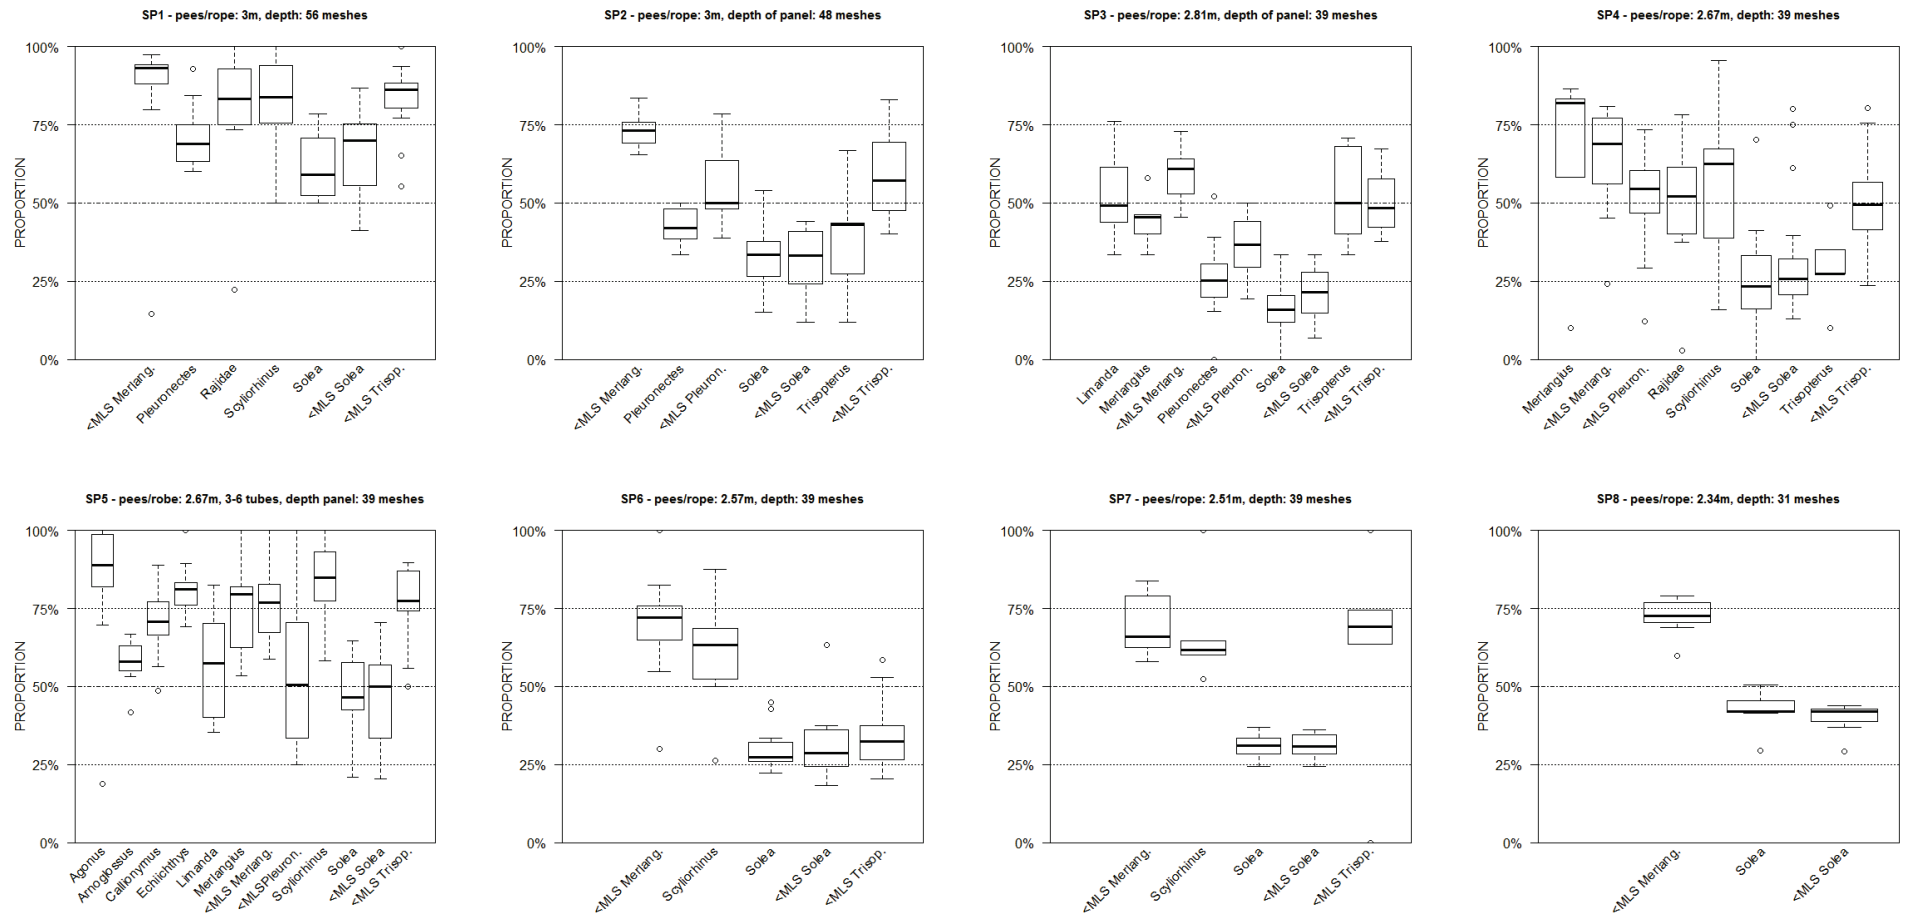 SP1 - pees/rope: 3m, depth: 56 meshes
PROPORTION
100%
75%
50%
25%
0%
<MLS Merlang.
Pleuronectes
Rajidae
Scyliorhinus
Solea
<MLS Solea
<MLS Trisop.
SP2 - pees/rope: 3m, depth of panel: 48 meshes
PROPORTION
100%
75%
50%
25%
0%
<MLS Merlang.
Pleuronectes
<MLS Pleuron.
Solea
<MLS Solea
Trisopterus
<MLS Trisop.
SP3 - pees/rope: 2.81m, depth of panel: 39 meshes
PROPORTION
100%
75%
50%
25%
0%
Limanda
Merlangius
<MLS Merlang.
Pleuronectes
<MLS Pleuron.
Solea
<MLS Solea
Trisopterus
<MLS Trisop.
SP4 - pees/rope: 2.67m, depth: 39 meshes
PROPORTION
100%
75%
50%
25%
0%
Merlangius
<MLS Merlang.
<MLS Pleuron.
Rajidae
Scyliorhinus
Solea
<MLS Solea
Trisopterus
<MLS Trisop.
SP5 - pees/robe: 2.67m, 3-6 tubes, depth panel: 39 meshes
PROPORTION
100%
75%
50%
25%
0%
Agonus
Arnoglossus
Callionymus
Echiichthys
Limanda
Merlangius
<MLS Merlang.
<MLSPleuron.
Scyliorhinus
Solea
<MLS Solea
<MLS Trisop.
SP6 - pees/rope: 2.57m, depth: 39 meshes
PROPORTION
100%
75%
50%
25%
0%
<MLS Merlang.
Scyliorhinus
Solea
<MLS Solea
<MLS Trisop.
SP7 - pees/rope: 2.51m, depth: 39 meshes
PROPORTION
100%
75%
50%
25%
0%
<MLS Merlang.
Scyliorhinus
Solea
<MLS Solea
<MLS Trisop.
SP8 - pees/rope: 2.34m, depth: 31 meshes
PROPORTION
100%
75%
50%
25%
0%
<MLS Merlang.
Solea
<MLS Solea